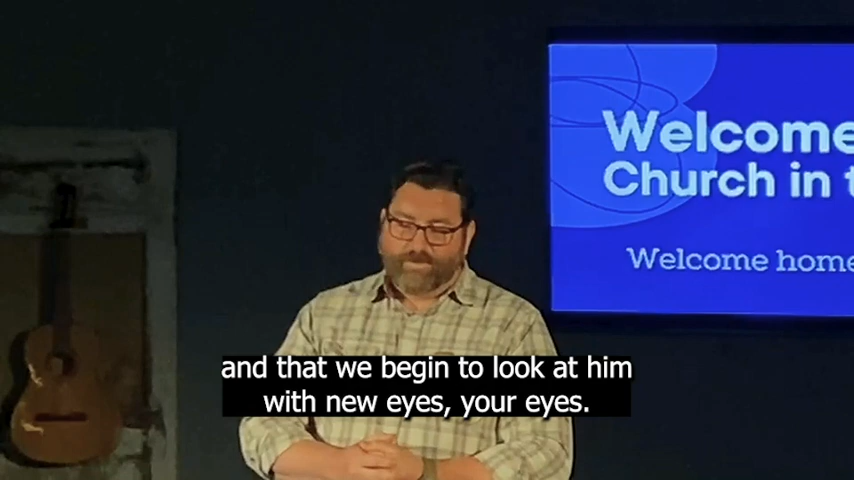 Welcome
Church in
Welcome home
and that we begin to look at him
with new eyes, your eyes.